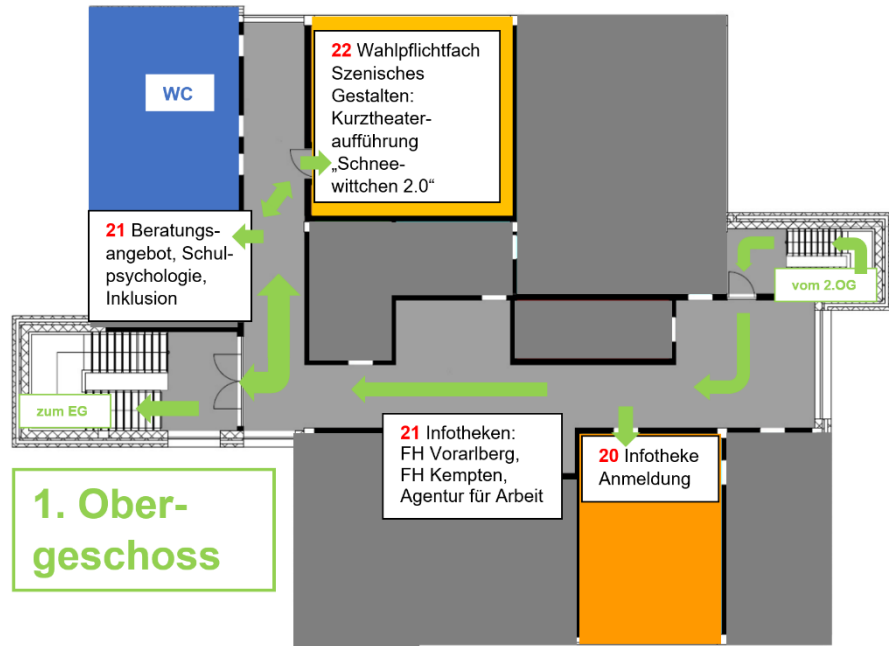 WC
22 Wahlpflichtfach
Szenisches
Gestalten:
Kurztheater-
aufführung
„Schnee-
wittchen 2.0“
21 Beratungs-
angebot, Schul-
psychologie,
Inklusion
vom 2.OG
zum EG
21 Infotheken:
FH Vorarlberg,
FH Kempten,
Agentur für Arbeit
20 Infotheke
Anmeldung
1. Ober-
geschoss